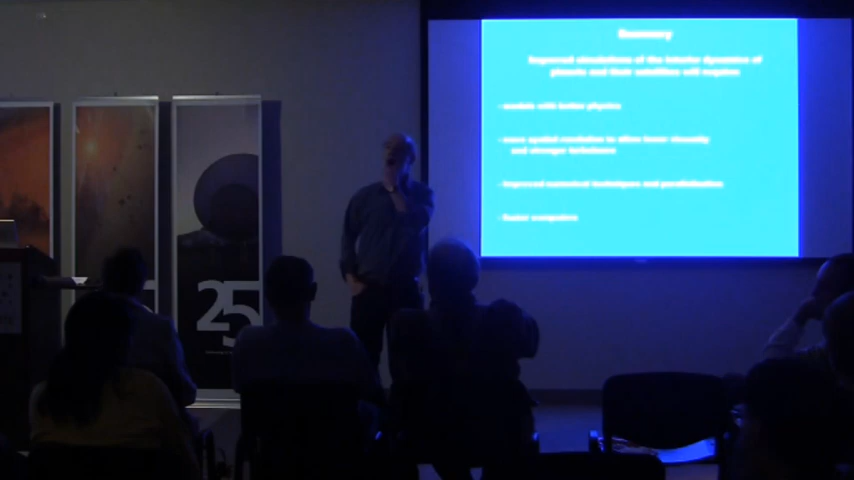 Summary
Improved simulations of the interior dynamics of
planets and their satellites will require
- models with better physics
- more spatial resolution to allow lower viscosity
and stronger turbulence
- improved numerical techniques and parallelization
- faster computers
25